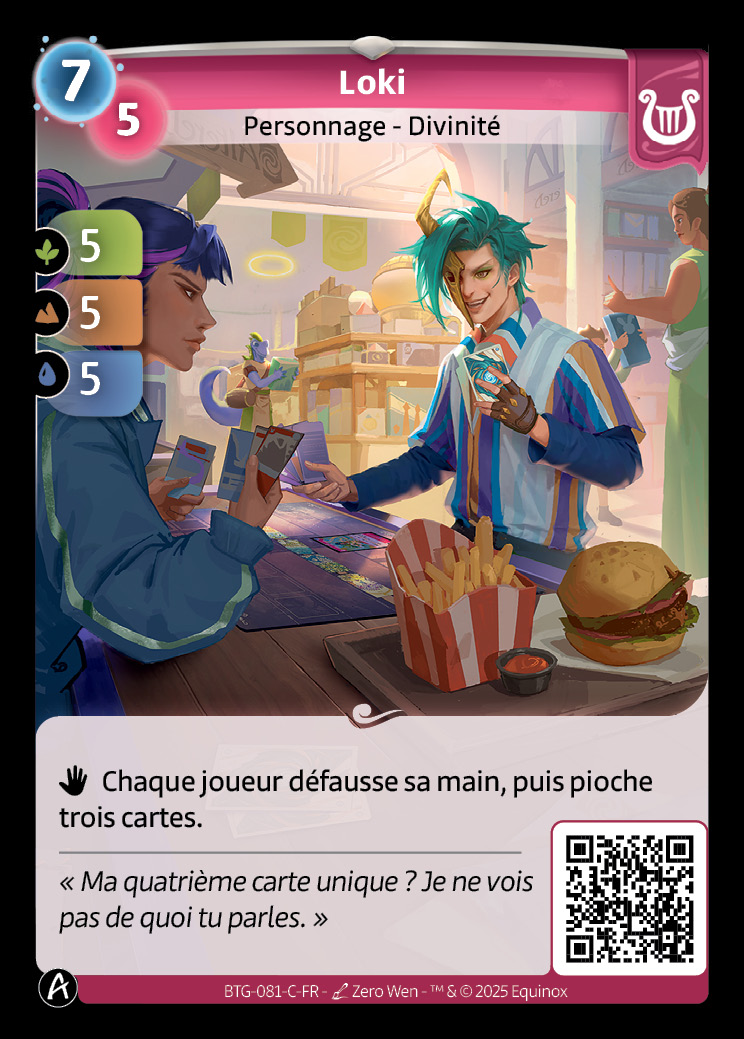 7
5
Loki
Personnage - Divinité
5
5
5
Chaque joueur défausse sa main, puis pioche
trois cartes.
« Ma quatrième carte unique ? Je ne vois
pas de quoi tu parles. »
BTG-081-C-FR - Zero Wen - ™ & © 2025 Equinox